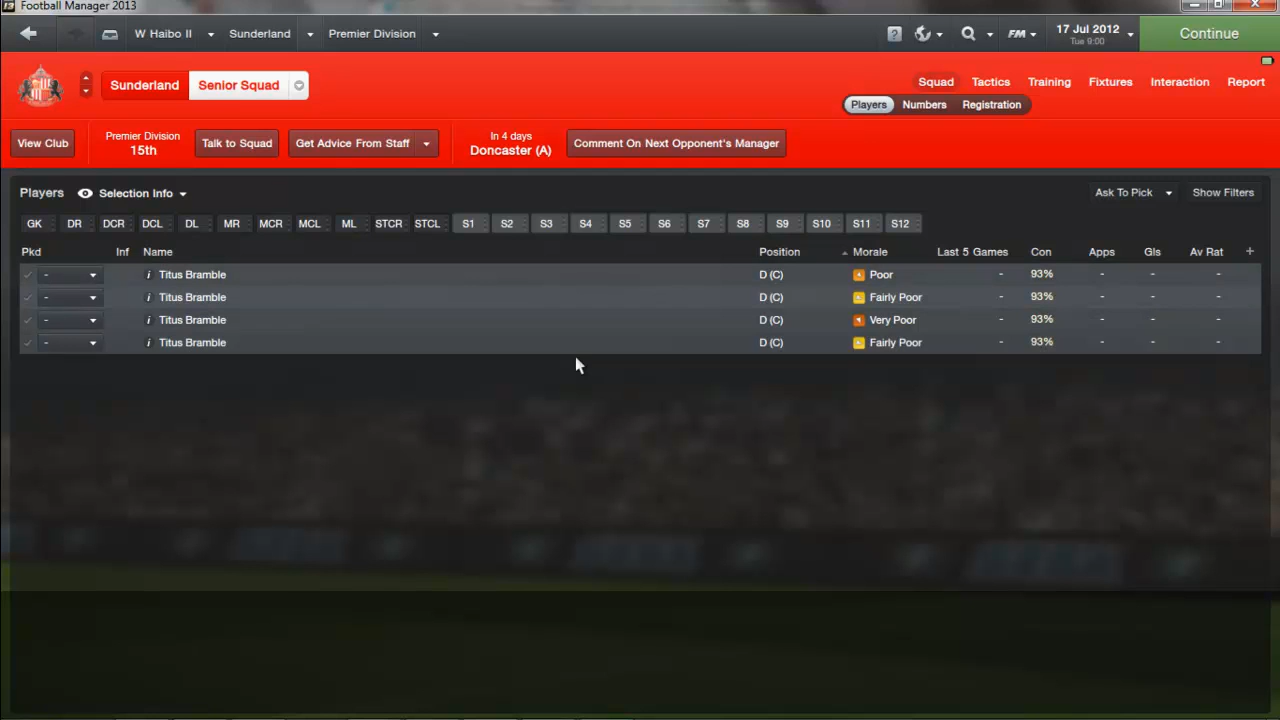 Football Manager 2013
W Haibo II Sunderland Premier Division ? FM 17 Jul 2012 Continue
Tue 9:00
Sunderland Senior Squad Squad Tactics Training Fixtures Interaction Report
Players Numbers Registration
View Club Premier Division 15th Talk to Squad Get Advice From Staff In 4 days Doncaster (A) Comment On Next Opponent's Manager
Players Selection Info Ask To Pick Show Filters
GK DR DCR DCL DL MR MCR MCL ML STCR STCL S1 S2 S3 S4 S5 S6 S7 S8 S9 S10 S11 S12
Pkd Inf Name Position Morale Last 5 Games Con Apps Gls Av Rat +
- i Titus Bramble D (C) Poor - 93% - - -
- i Titus Bramble D (C) Fairly Poor - 93% - - -
- i Titus Bramble D (C) Very Poor - 93% - - -
- i Titus Bramble D (C) Fairly Poor - 93% - - -